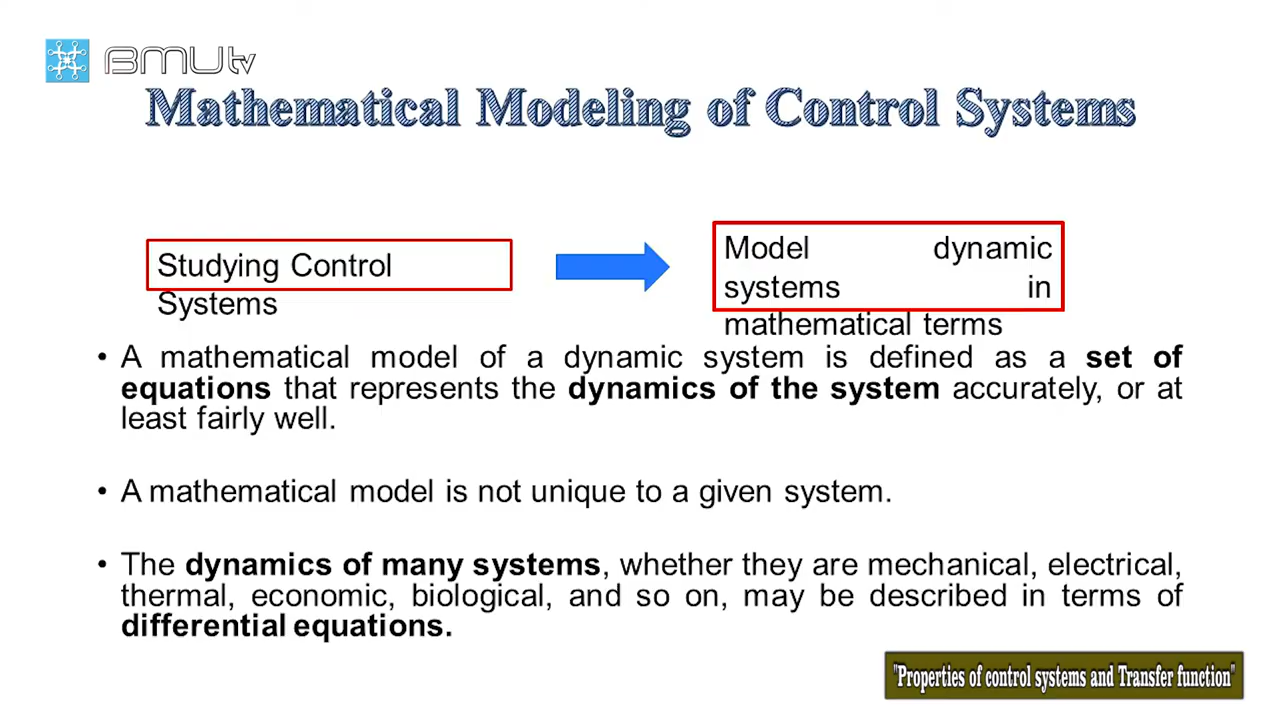 BMUtv
Mathematical Modeling of Control Systems
Studying Control
Systems
Model dynamic
systems in
mathematical terms
• A mathematical model of a dynamic system is defined as a set of
equations that represents the dynamics of the system accurately, or at
least fairly well.
• A mathematical model is not unique to a given system.
• The dynamics of many systems, whether they are mechanical, electrical,
thermal, economic, biological, and so on, may be described in terms of
differential equations.
"Properties of control systems and Transfer function"